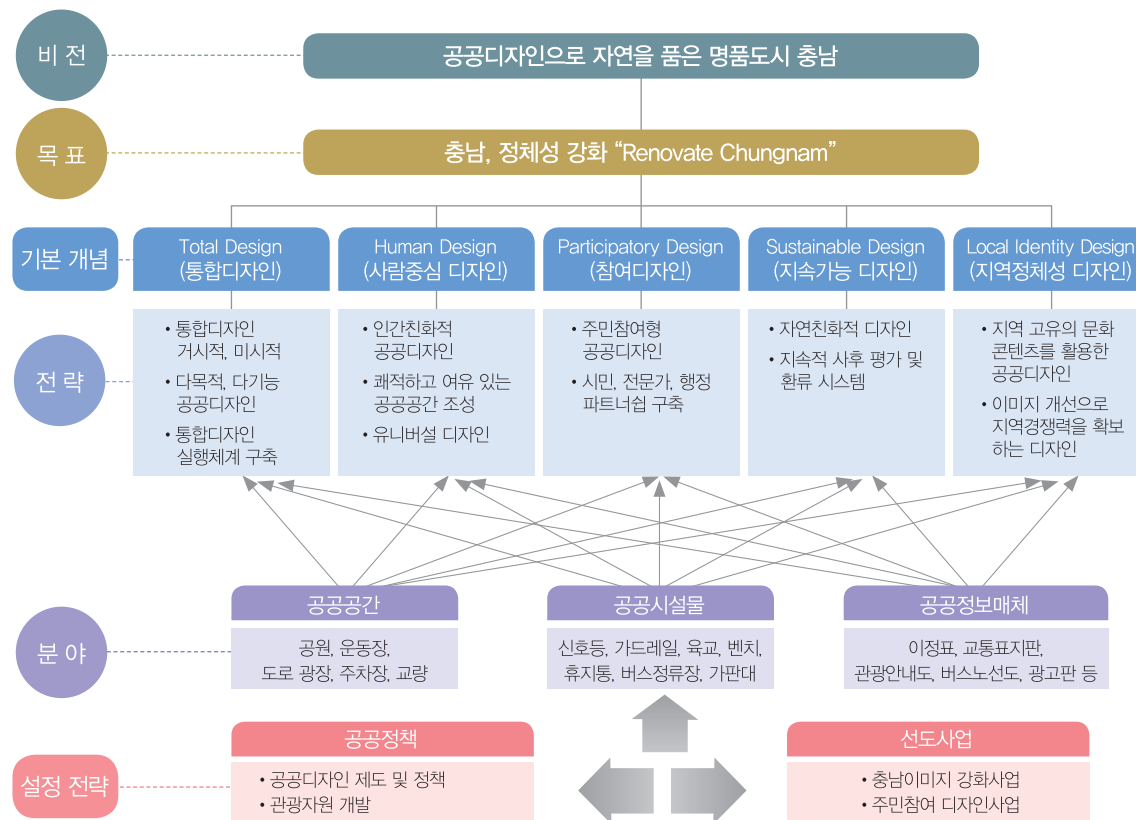 비 전
공공디자인으로 자연을 품은 명품도시 충남
목 표
충남, 정체성 강화 “Renovate Chungnam”
기본 개념
Total Design
(통합디자인)
Human Design
(사람중심 디자인)
Participatory Design
(참여디자인)
Sustainable Design
(지속가능 디자인)
Local Identity Design
(지역정체성 디자인)
전 략
• 통합디자인
거시적, 미시적
• 다목적, 다기능
공공디자인
• 통합디자인
실행체계 구축
• 인간친화적
공공디자인
• 쾌적하고 여유 있는
공공공간 조성
• 유니버설 디자인
• 주민참여형
공공디자인
• 시민, 전문가, 행정
파트너쉽 구축
• 자연친화적 디자인
• 지속적 사후 평가 및
환류 시스템
• 지역 고유의 문화
콘텐츠를 활용한
공공디자인
• 이미지 개선으로
지역경쟁력을 확보
하는 디자인
분 야
공공공간
공원, 운동장,
도로 광장, 주차장, 교량
공공시설물
신호등, 가드레일, 육교, 벤치,
휴지통, 버스정류장, 가판대
공공정보매체
이정표, 교통표지판,
관광안내도, 버스노선도, 광고판 등
설정 전략
공공정책
• 공공디자인 제도 및 정책
• 관광자원 개발
선도사업
• 충남이미지 강화사업
• 주민참여 디자인사업